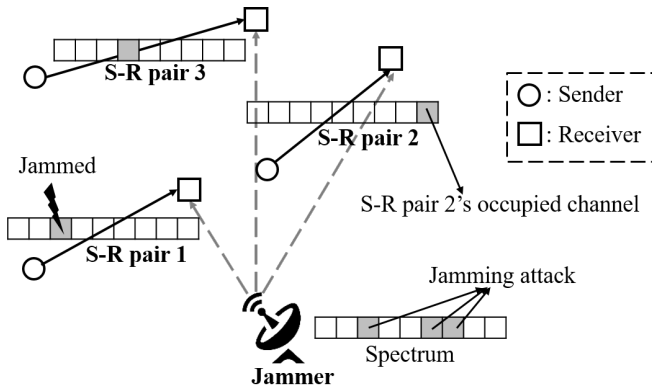 S-R pair 3
: Sender
: Receiver
S-R pair 2
Jammed
S-R pair 2's occupied channel
S-R pair 1
Jamming attack
Spectrum
Jammer